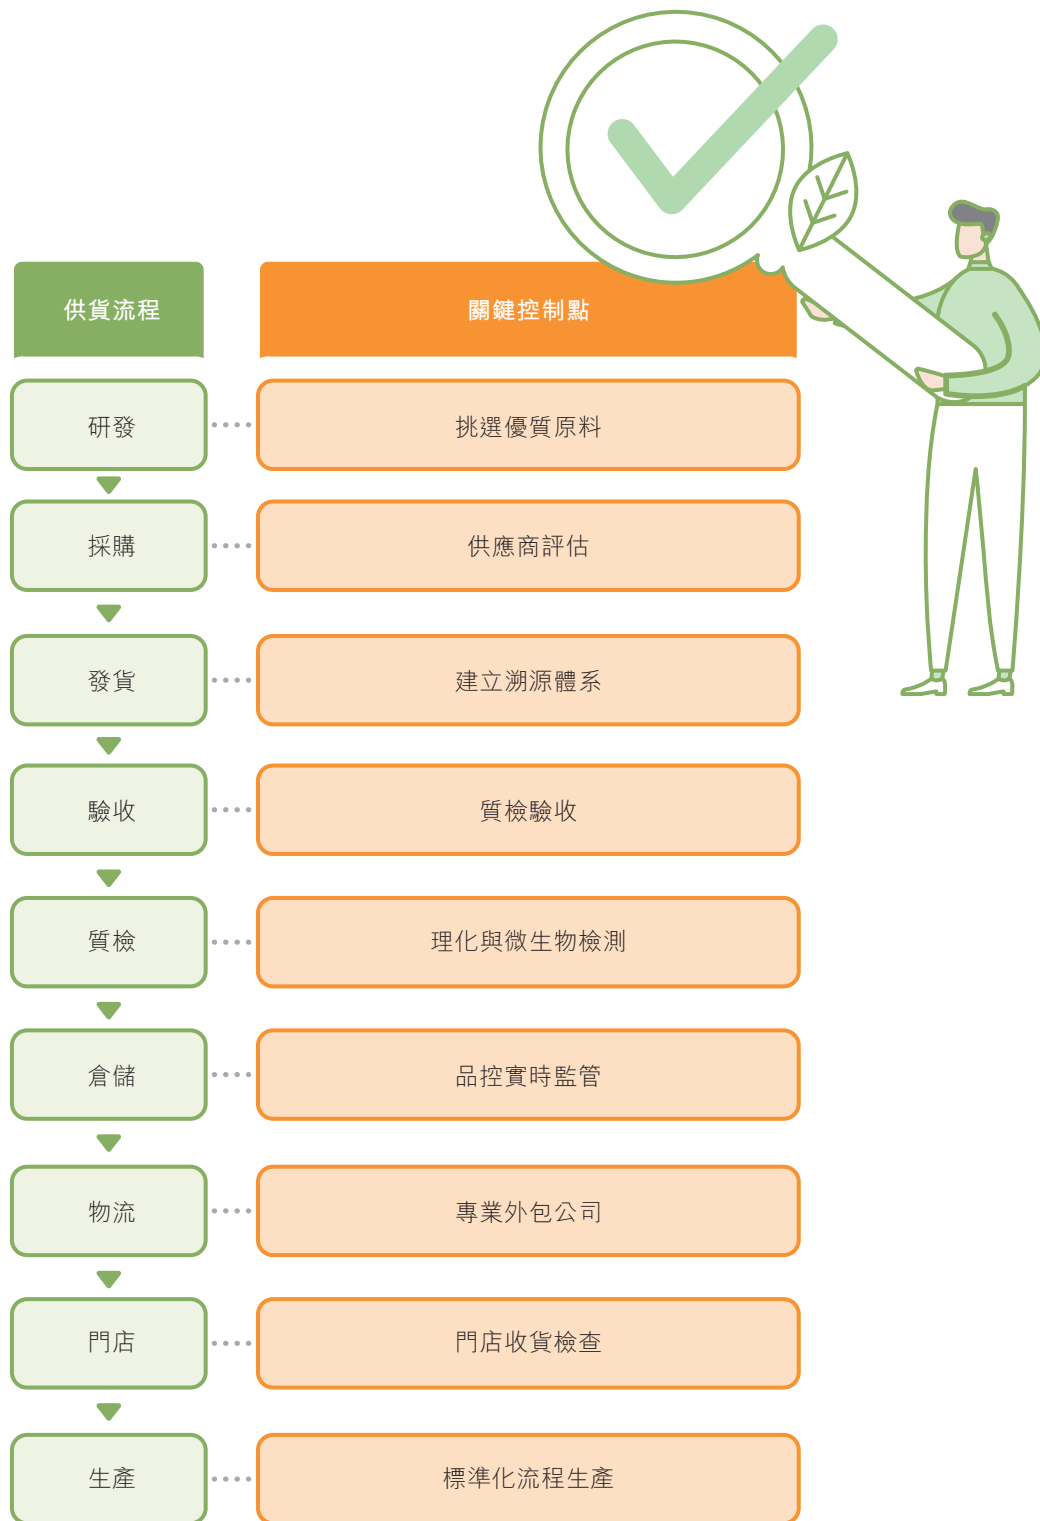 供貨流程
關鍵控制點
研發
挑選優質原料
採購
供應商評估
發貨
建立溯源體系
驗收
質檢驗收
質檢
理化與微生物檢測
倉儲
品控實時監管
物流
專業外包公司
門店
門店收貨檢查
生產
標準化流程生產